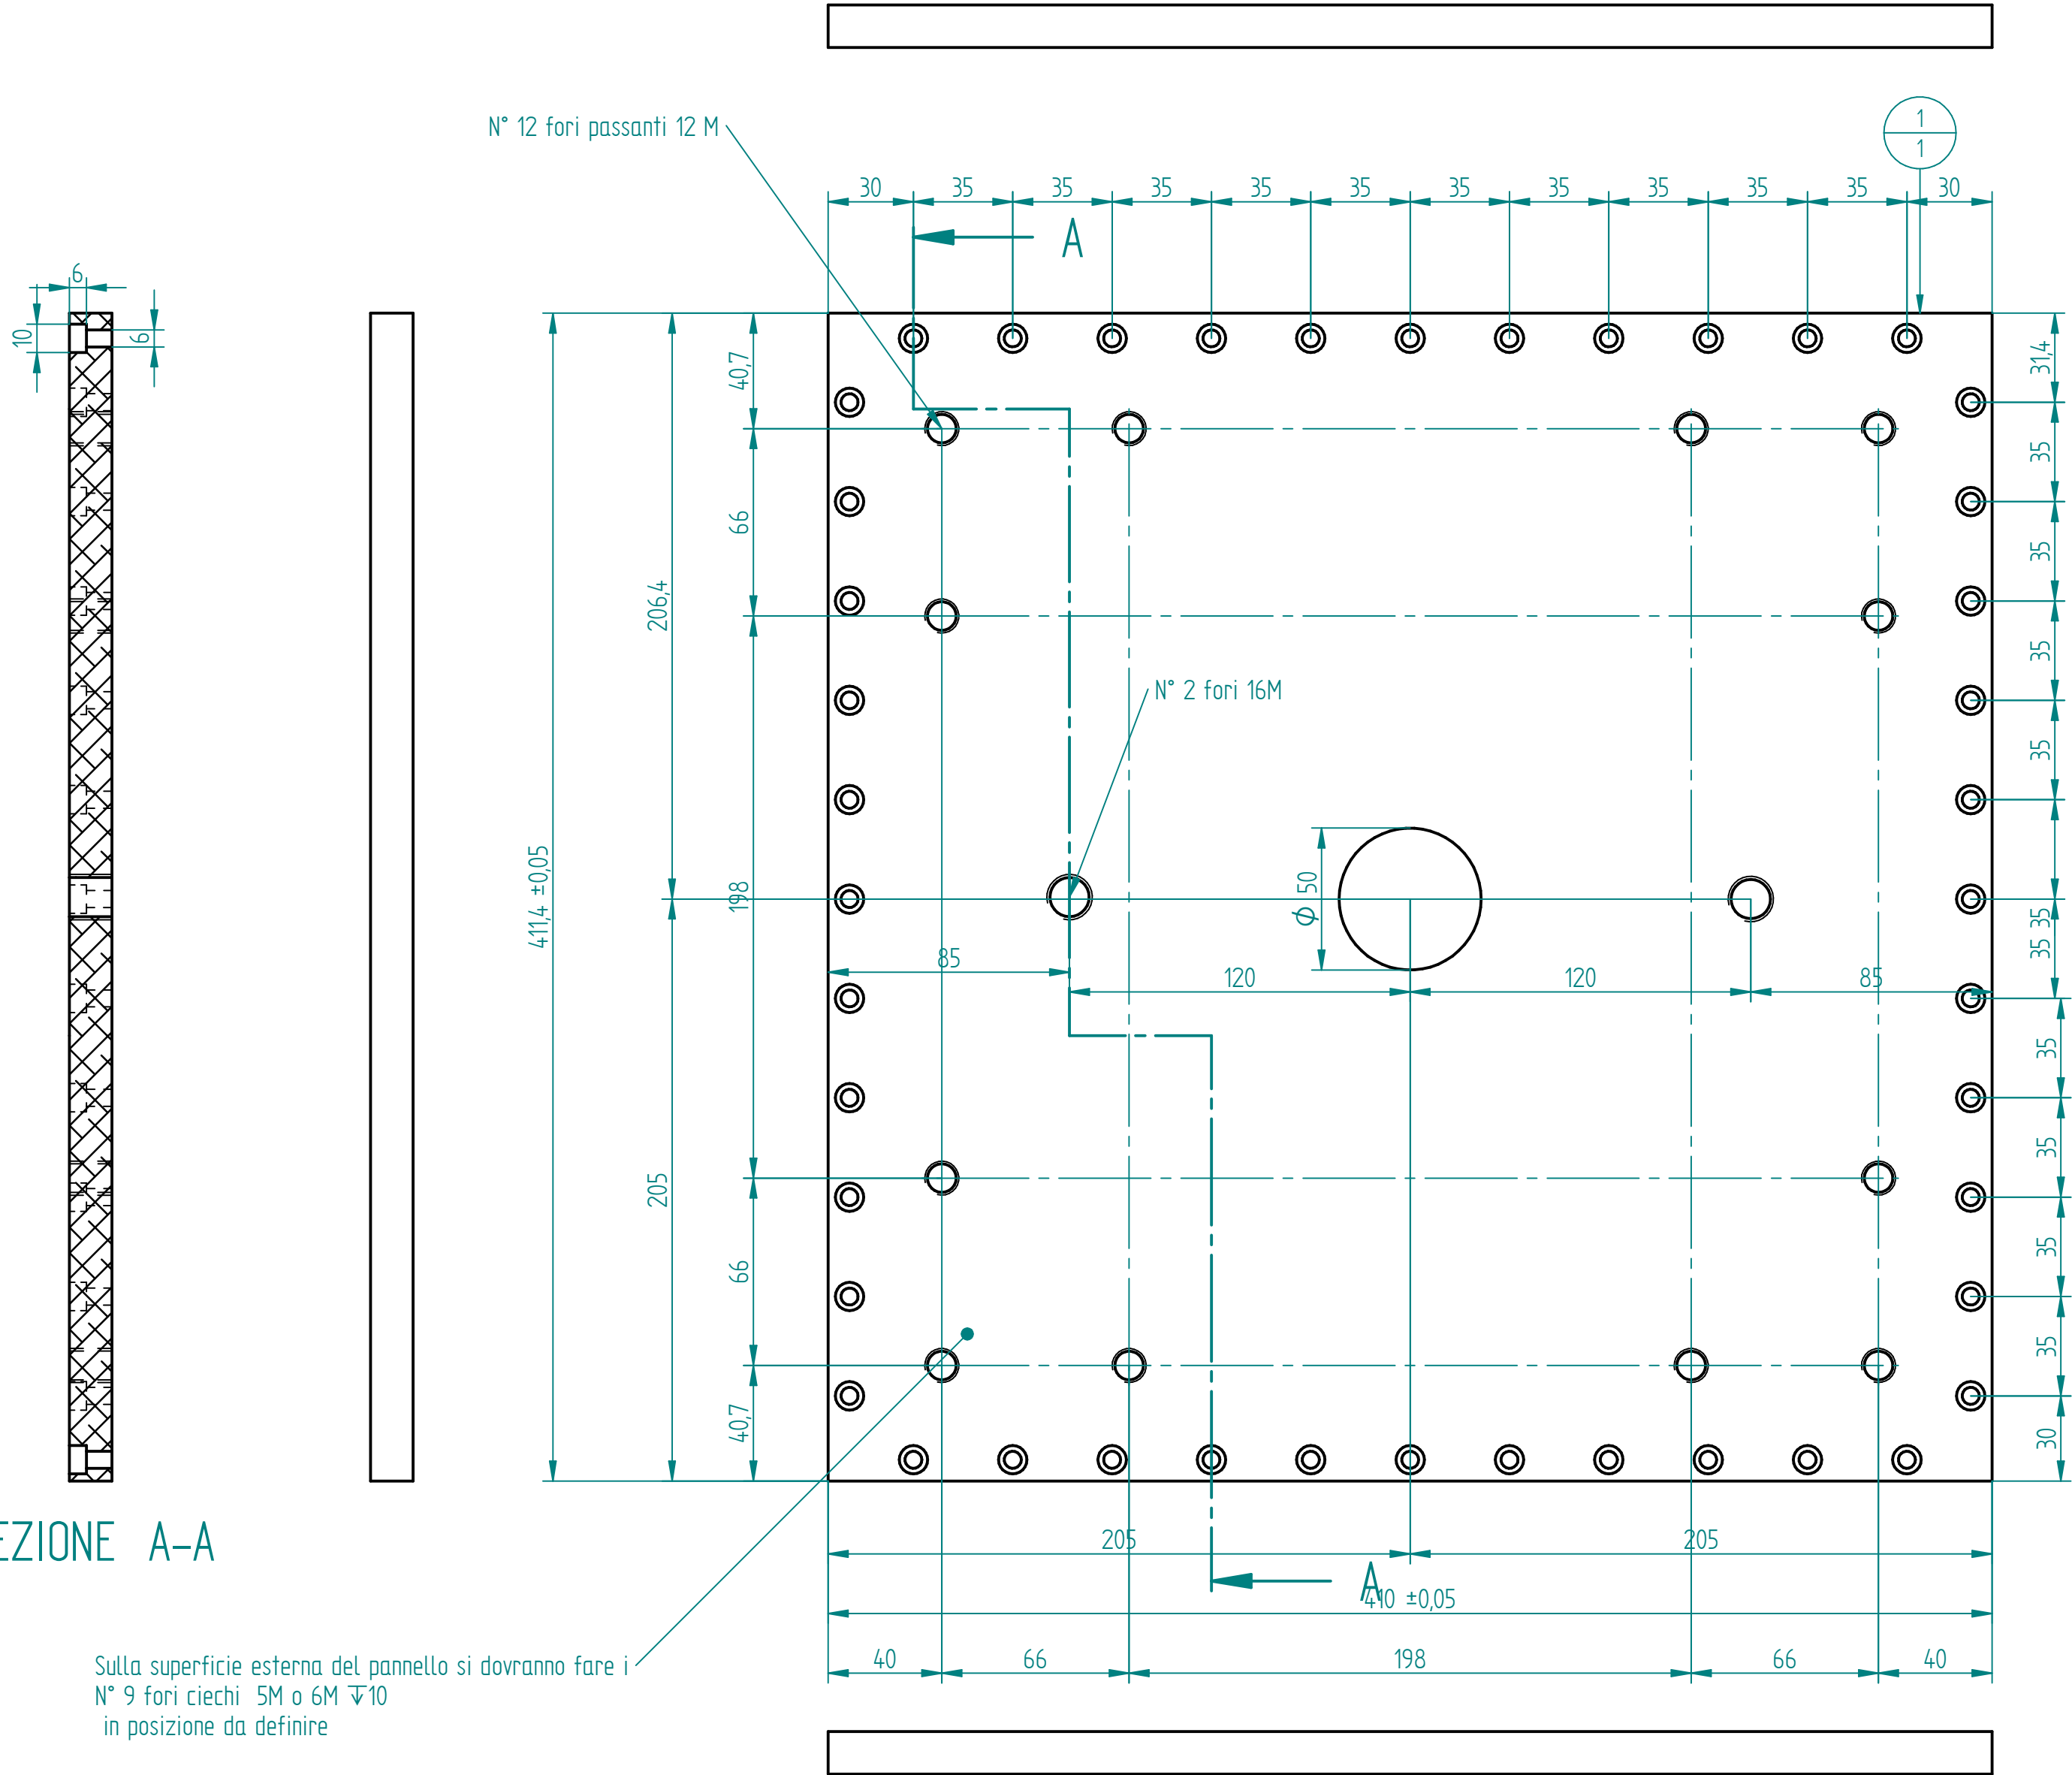 N° 12 fori passanti 12 M
1
1
30 35 35 35 35 35 35 35 35 35 35 30
A
6
10
6
40,7
31,4
35
66
35
206,4
35
N° 2 fori 16M
35
411,4 ±0,05
198
Φ 50
35
35
85
120
120
85
35
205
35
66
35
35
40,7
30
EZIONE A-A
205
205
A
410 ±0,05
40 66 198 66 40
Sulla superficie esterna del pannello si dovranno fare i
N° 9 fori ciechi 5M o 6M ↧10
in posizione da definire